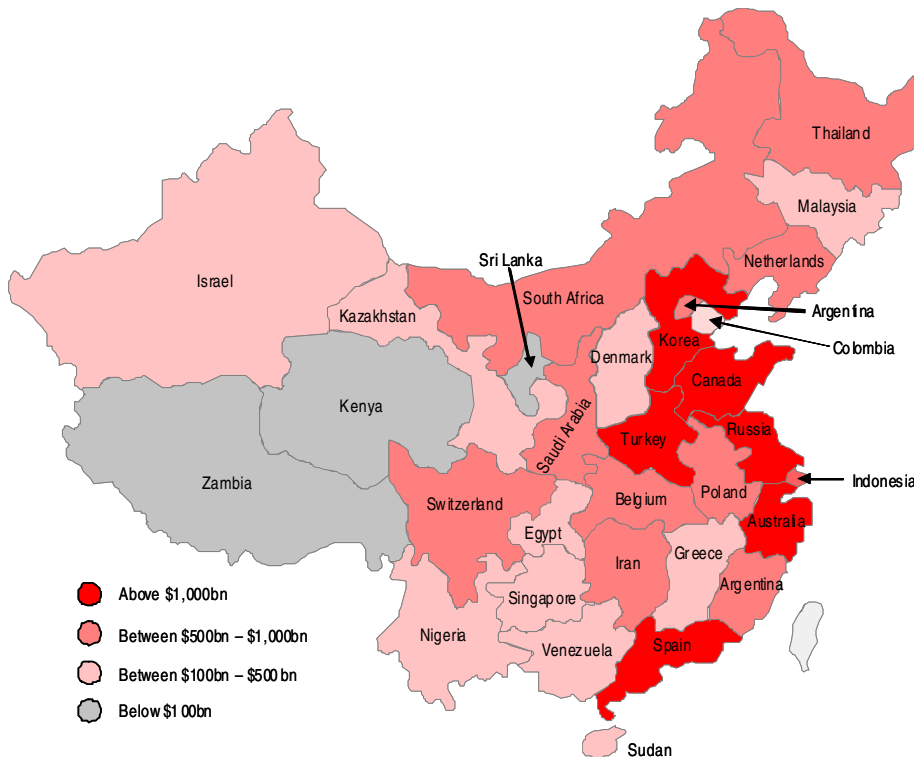 Thailand
Malaysia
Netherlands
Sri Lanka
Israel
South Africa
Kazakhstan
Argentina
Korea
Colombia
Denmark
Canada
Kenya
Saudi Arabia
Turkey
Russia
Zambia
Indonesia
Switzerland
Belgium
Poland
Australia
Egypt
Greece
Iran
Argentina
Above $1,000bn
Singapore
Between $500bn – $1,000bn
Nigeria
Venezuela
Spain
Between $100bn – $500bn
Below $100bn
Sudan